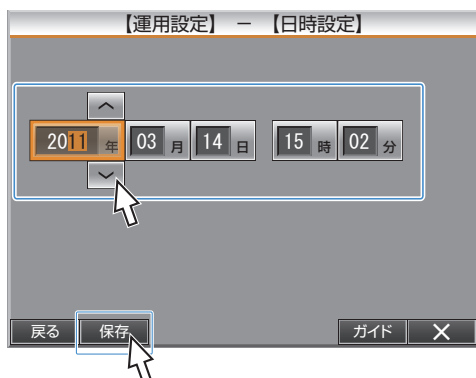 【運用設定】 － 【日時設定】
2011 年 03 月 14 日 15 時 02 分
戻る 保存 ガイド ×